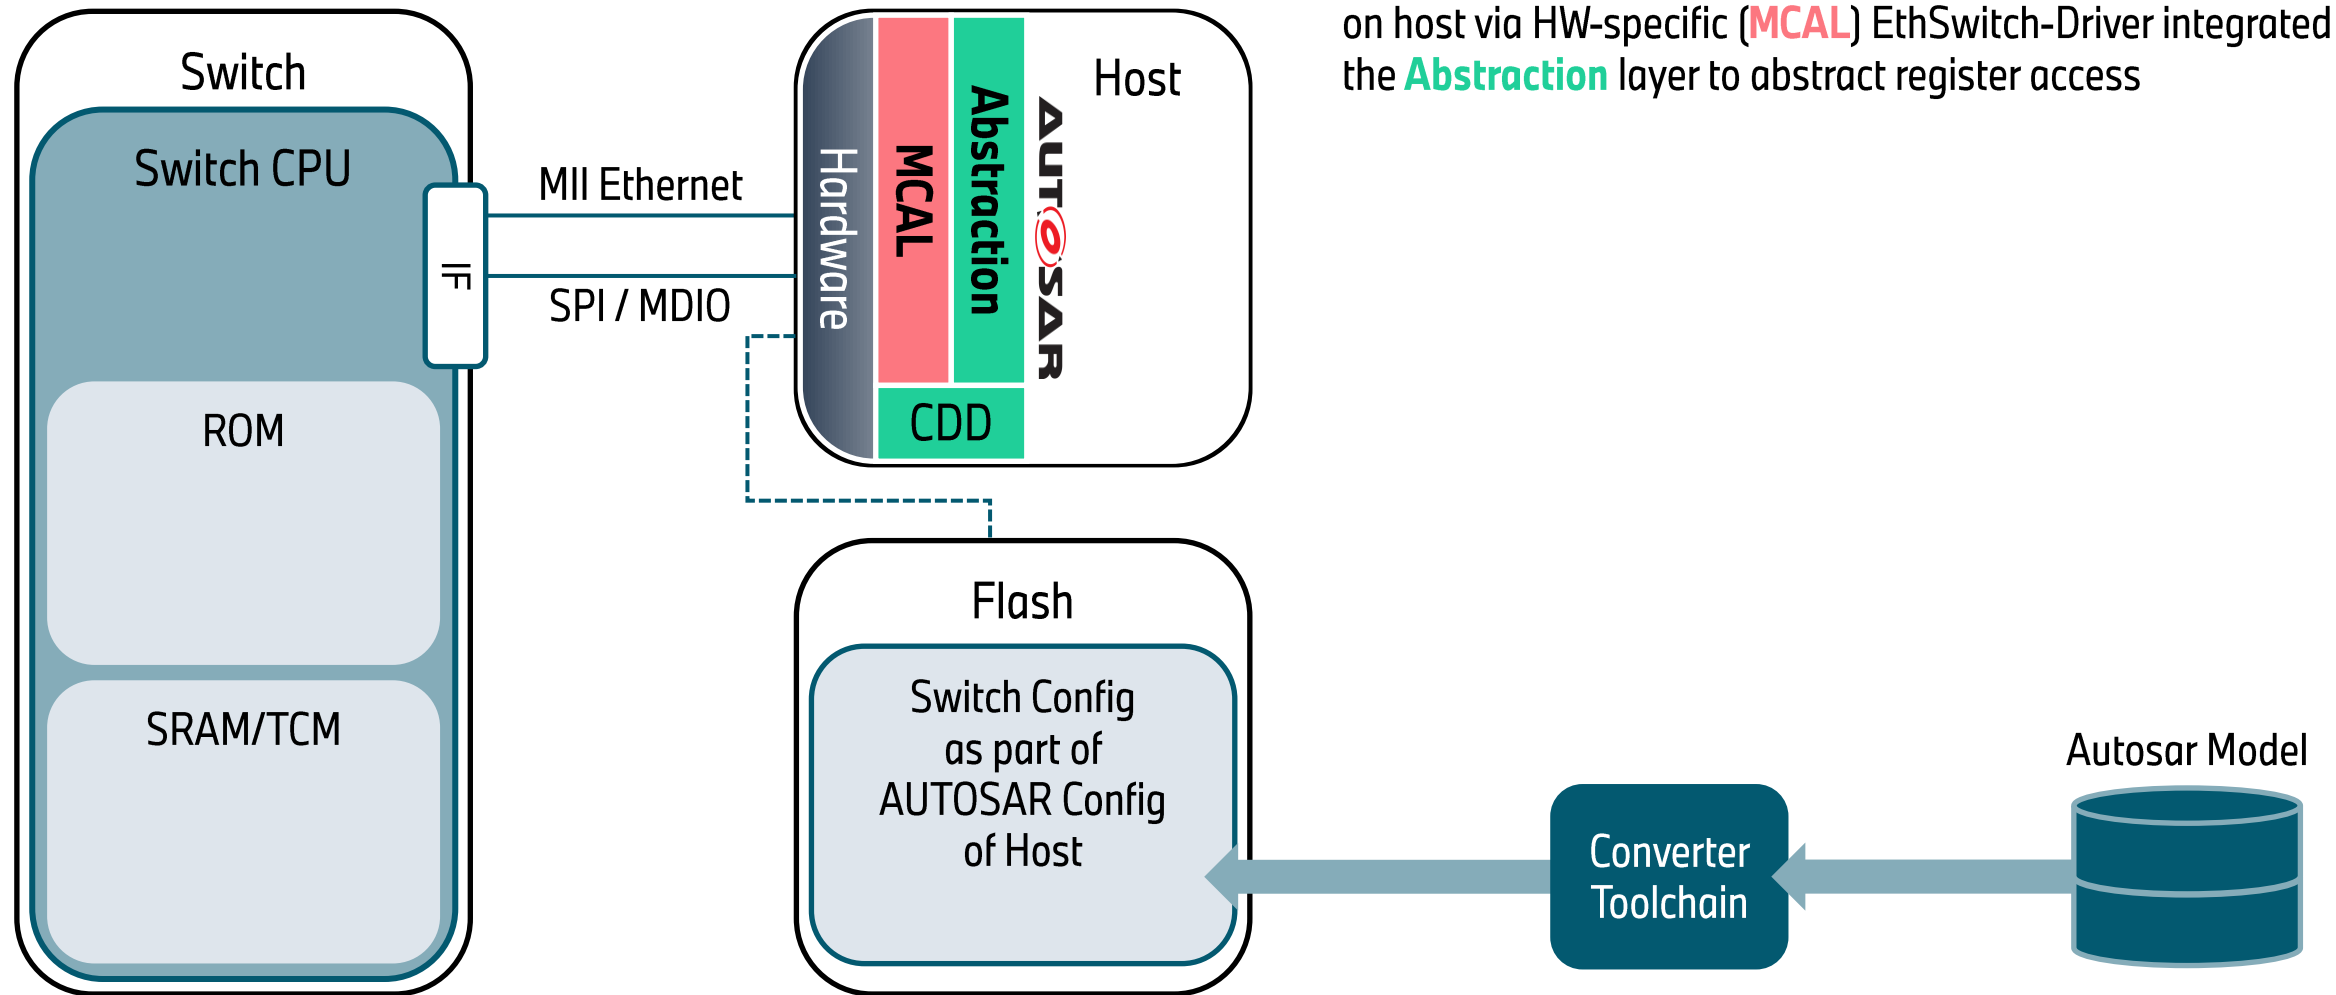 on host via HW-specific (MCAL) EthSwitch-Driver integrated
the Abstraction layer to abstract register access
Switch
Switch CPU
IF
ROM
SRAM/TCM
MII Ethernet
SPI / MDIO
Host
Hardware
MCAL
Abstraction
AUTOSAR
CDD
Flash
Switch Config
as part of
AUTOSAR Config
of Host
Converter
Toolchain
Autosar Model